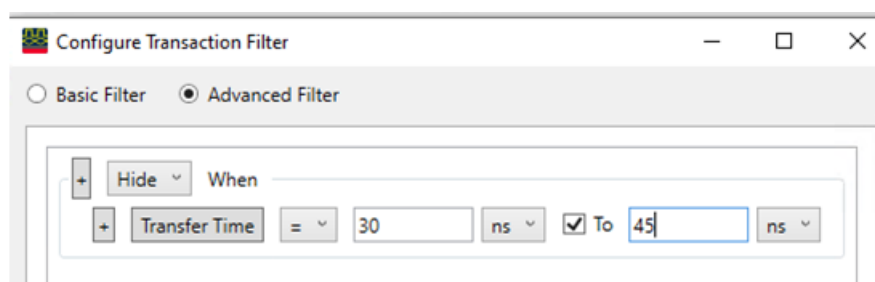 Configure Transaction Filter
Basic Filter Advanced Filter
+ Hide When
+ Transfer Time = 30 ns To 45 ns